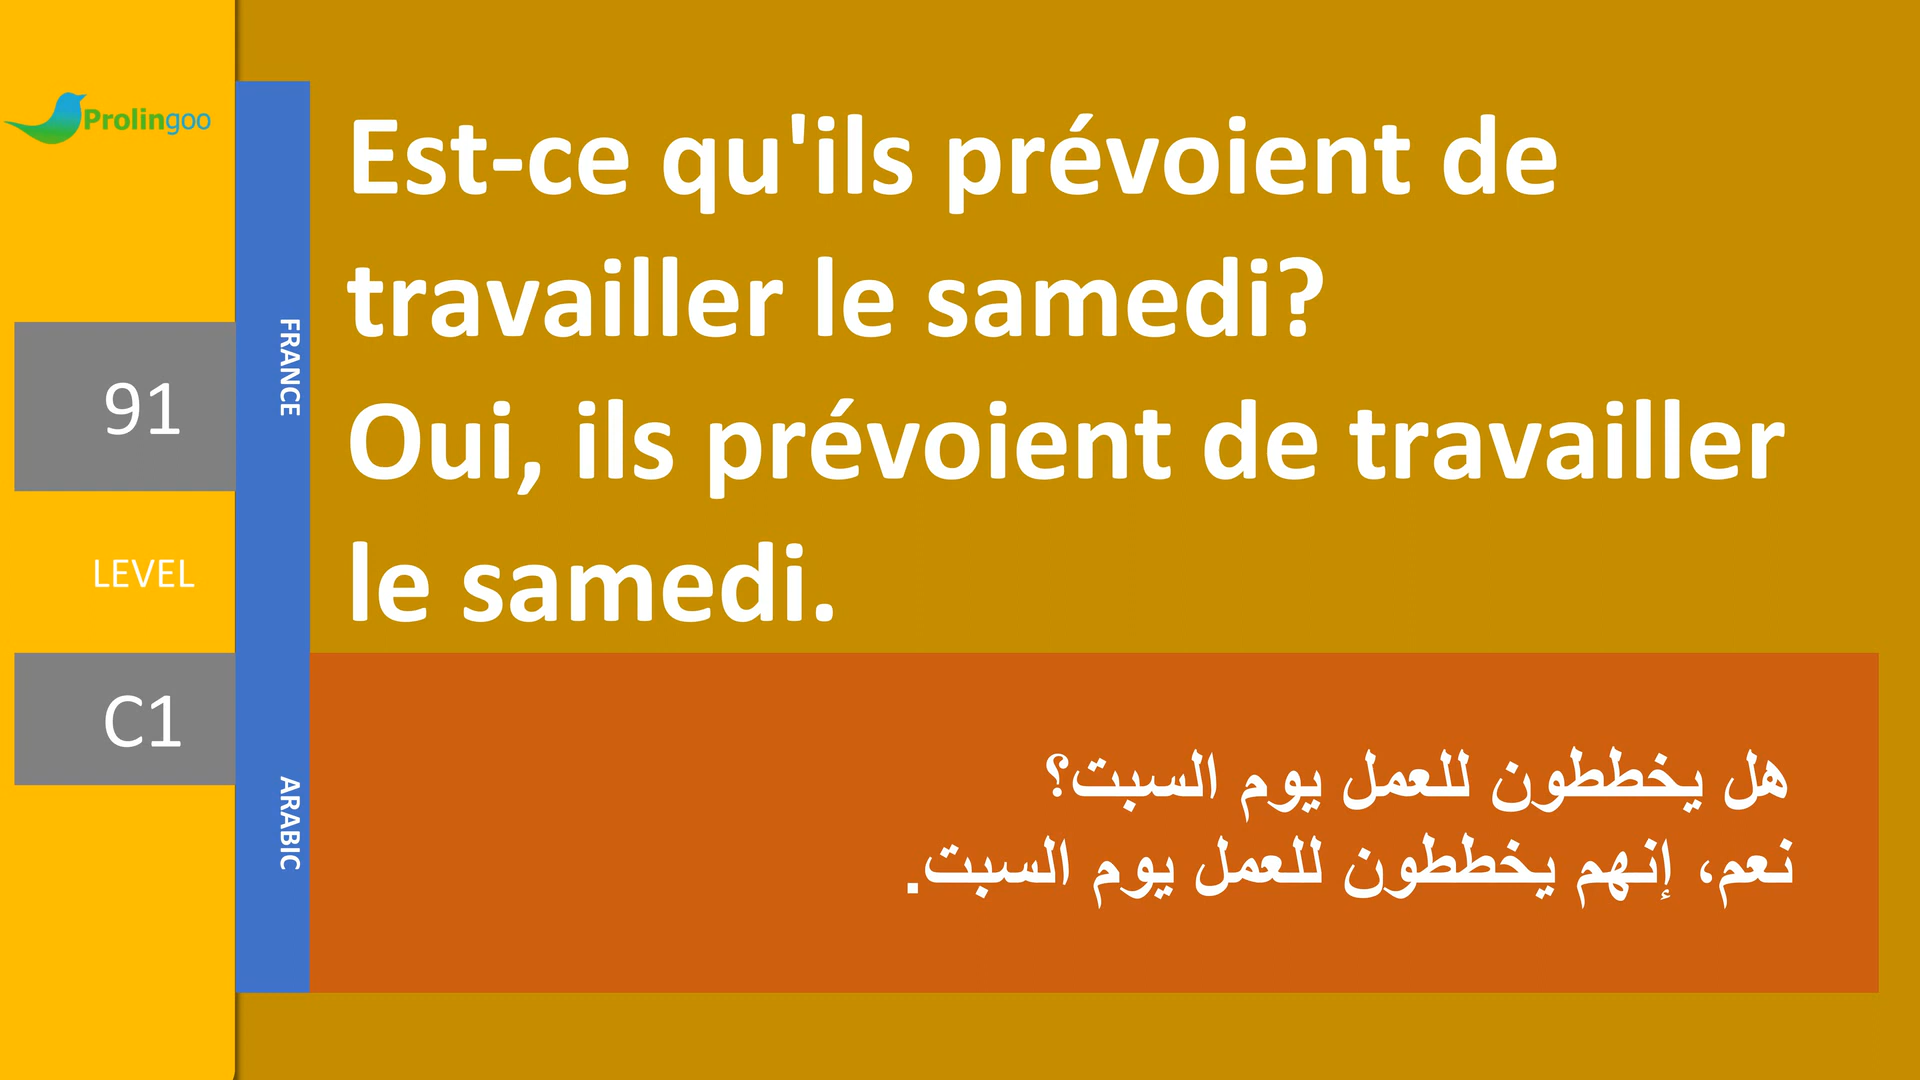 Prolingoo
91
LEVEL
C1
FRANCE
ARABIC
Est-ce qu'ils prévoient de
travailler le samedi?
Oui, ils prévoient de travailler
le samedi.
هل يخططون للعمل يوم السبت؟
نعم، إنهم يخططون للعمل يوم السبت.